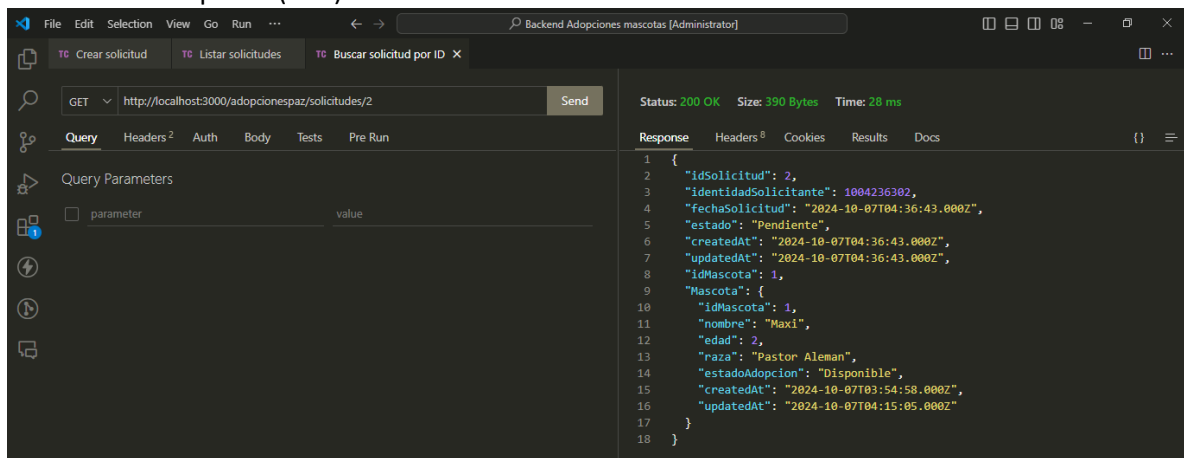 File Edit Selection View Go Run ··· ← → Backend Adopciones mascotas [Administrator]
TC Crear solicitud TC Listar solicitudes TC Buscar solicitud por ID ×
GET http://localhost:3000/adopcionespaz/solicitudes/2 Send
Query Headers 2 Auth Body Tests Pre Run
Query Parameters
parameter value
1
Status: 200 OK Size: 390 Bytes Time: 28 ms
Response Headers 8 Cookies Results Docs {}
1 {
2 "idSolicitud": 2,
3 "identidadSolicitante": 1004236302,
4 "fechaSolicitud": "2024-10-07T04:36:43.000Z",
5 "estado": "Pendiente",
6 "createdAt": "2024-10-07T04:36:43.000Z",
7 "updatedAt": "2024-10-07T04:36:43.000Z",
8 "idMascota": 1,
9 "Mascota": {
10 "idMascota": 1,
11 "nombre": "Maxi",
12 "edad": 2,
13 "raza": "Pastor Aleman",
14 "estadoAdopcion": "Disponible",
15 "createdAt": "2024-10-07T03:54:58.000Z",
16 "updatedAt": "2024-10-07T04:15:05.000Z"
17 }
18 }